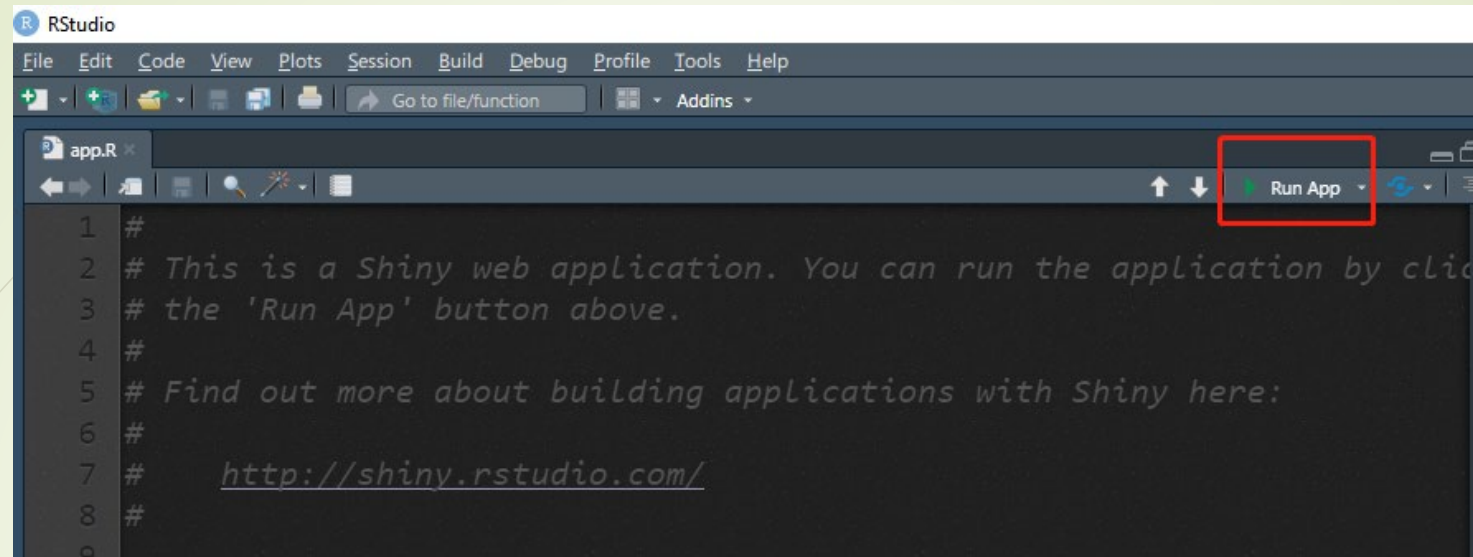 R RStudio
File Edit Code View Plots Session Build Debug Profile Tools Help
Go to file/function Addins
app.R
Run App
1 #
2 # This is a Shiny web application. You can run the application by clic
3 # the 'Run App' button above.
4 #
5 # Find out more about building applications with Shiny here:
6 #
7 # http://shiny.rstudio.com/
8 #
9